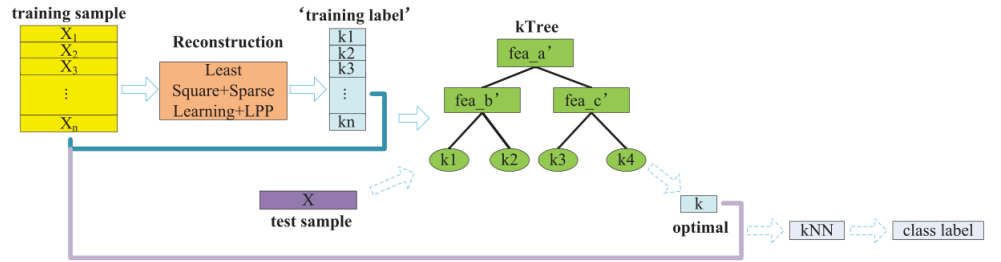 training sample
X1
X2
X3
⋮
Xn
Reconstruction
Least
Square+Sparse
Learning+LPP
‘training label’
k1
k2
k3
⋮
kn
kTree
fea_a’
fea_b’
fea_c’
k1
k2
k3
k4
X
test sample
k
optimal
kNN
class label